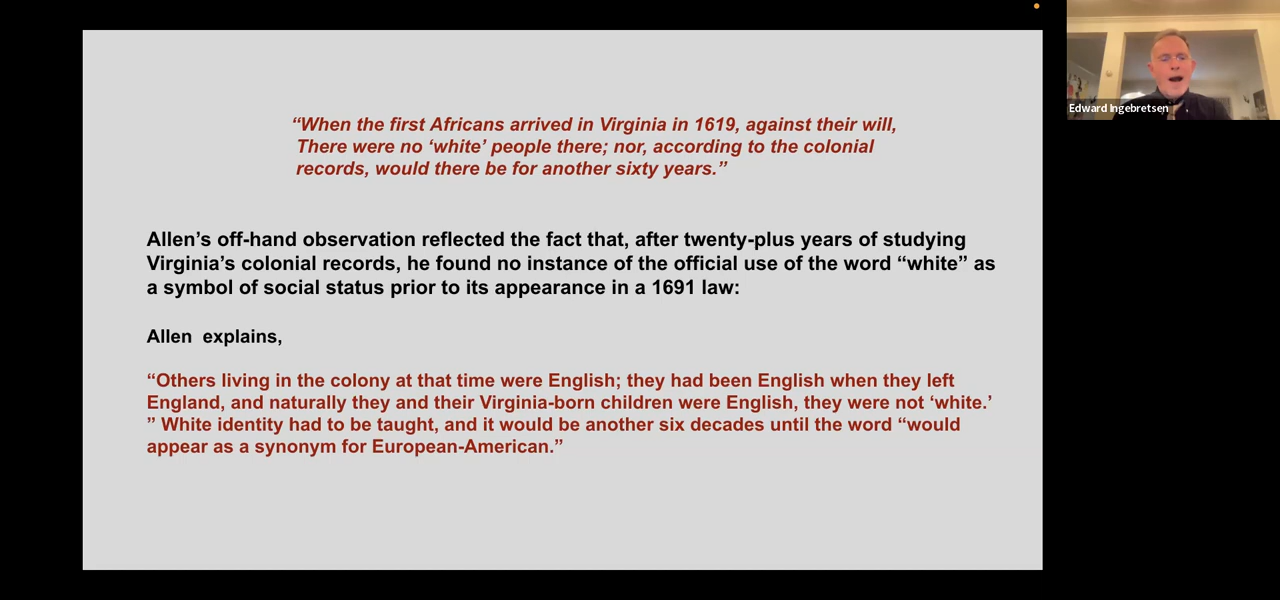 “When the first Africans arrived in Virginia in 1619, against their will,
There were no ‘white’ people there; nor, according to the colonial
records, would there be for another sixty years.”
Allen’s off-hand observation reflected the fact that, after twenty-plus years of studying
Virginia’s colonial records, he found no instance of the official use of the word “white” as
a symbol of social status prior to its appearance in a 1691 law:
Allen explains,
“Others living in the colony at that time were English; they had been English when they left
England, and naturally they and their Virginia-born children were English, they were not ‘white.’
” White identity had to be taught, and it would be another six decades until the word “would
appear as a synonym for European-American.”
Edward Ingebretsen